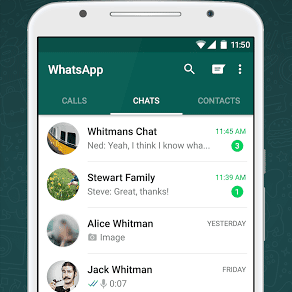 11:50
WhatsApp
CALLS CHATS CONTACTS
Whitmans Chat 11:45 AM
Ned: Yeah, I think I know wha... 3
Stewart Family 11:39 AM
Steve: Great, thanks! 1
Alice Whitman YESTERDAY
Image
Jack Whitman FRIDAY
0:07